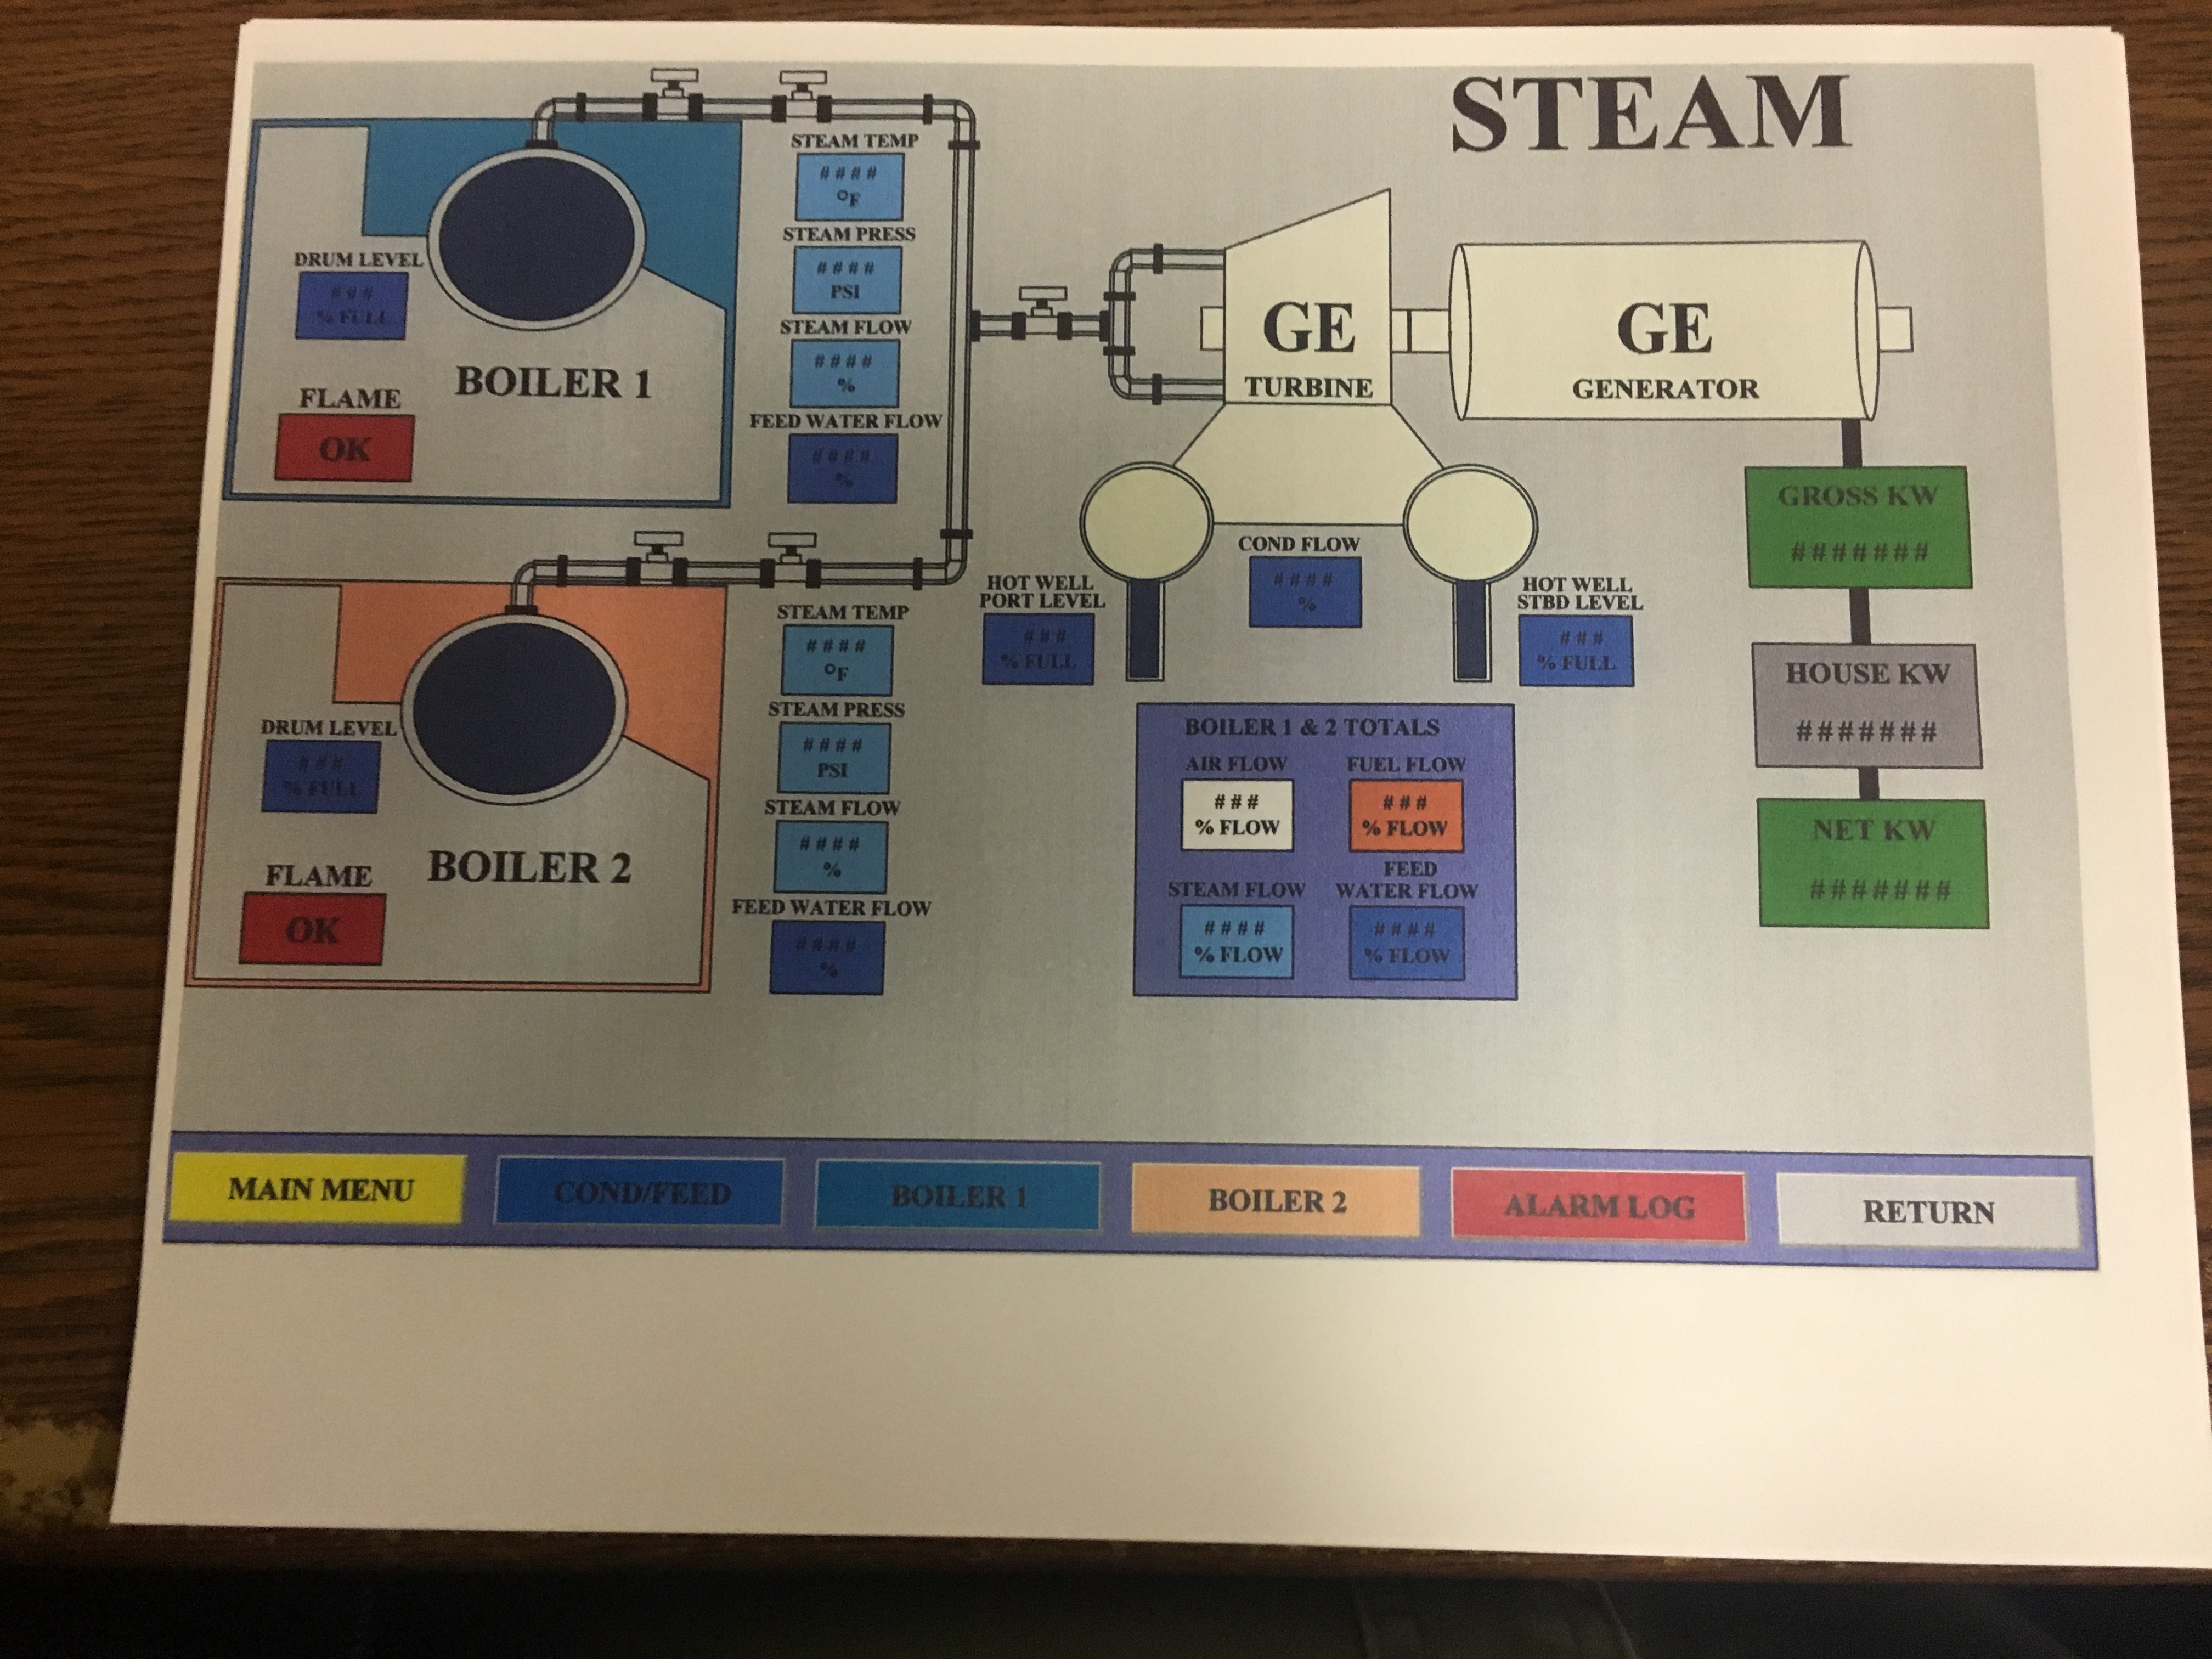 STEAM
STEAM TEMP
####
°F
STEAM PRESS
####
PSI
STEAM FLOW
####
%
FEED WATER FLOW
####
%
DRUM LEVEL
###
% FULL
BOILER 1
FLAME
OK
GE
TURBINE
GE
GENERATOR
GROSS KW
#######
HOUSE KW
#######
NET KW
#######
COND FLOW
####
%
HOT WELL
PORT LEVEL
###
% FULL
HOT WELL
STBD LEVEL
###
% FULL
STEAM TEMP
####
°F
STEAM PRESS
####
PSI
STEAM FLOW
####
%
FEED WATER FLOW
####
%
DRUM LEVEL
###
% FULL
BOILER 2
FLAME
OK
BOILER 1 & 2 TOTALS
AIR FLOW
###
% FLOW
FUEL FLOW
###
% FLOW
STEAM FLOW
####
% FLOW
FEED
WATER FLOW
####
% FLOW
MAIN MENU
COND/FEED
BOILER 1
BOILER 2
ALARM LOG
RETURN